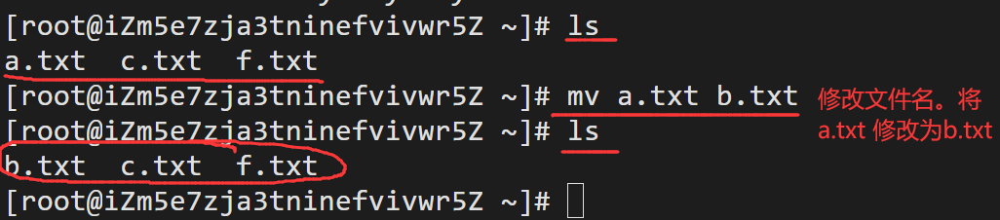 [root@iZm5e7zja3tninefvivwr5Z ~]# ls
a.txt  c.txt  f.txt
[root@iZm5e7zja3tninefvivwr5Z ~]# mv a.txt b.txt 修改文件名。将
[root@iZm5e7zja3tninefvivwr5Z ~]# ls a.txt 修改为b.txt
b.txt  c.txt  f.txt
[root@iZm5e7zja3tninefvivwr5Z ~]#